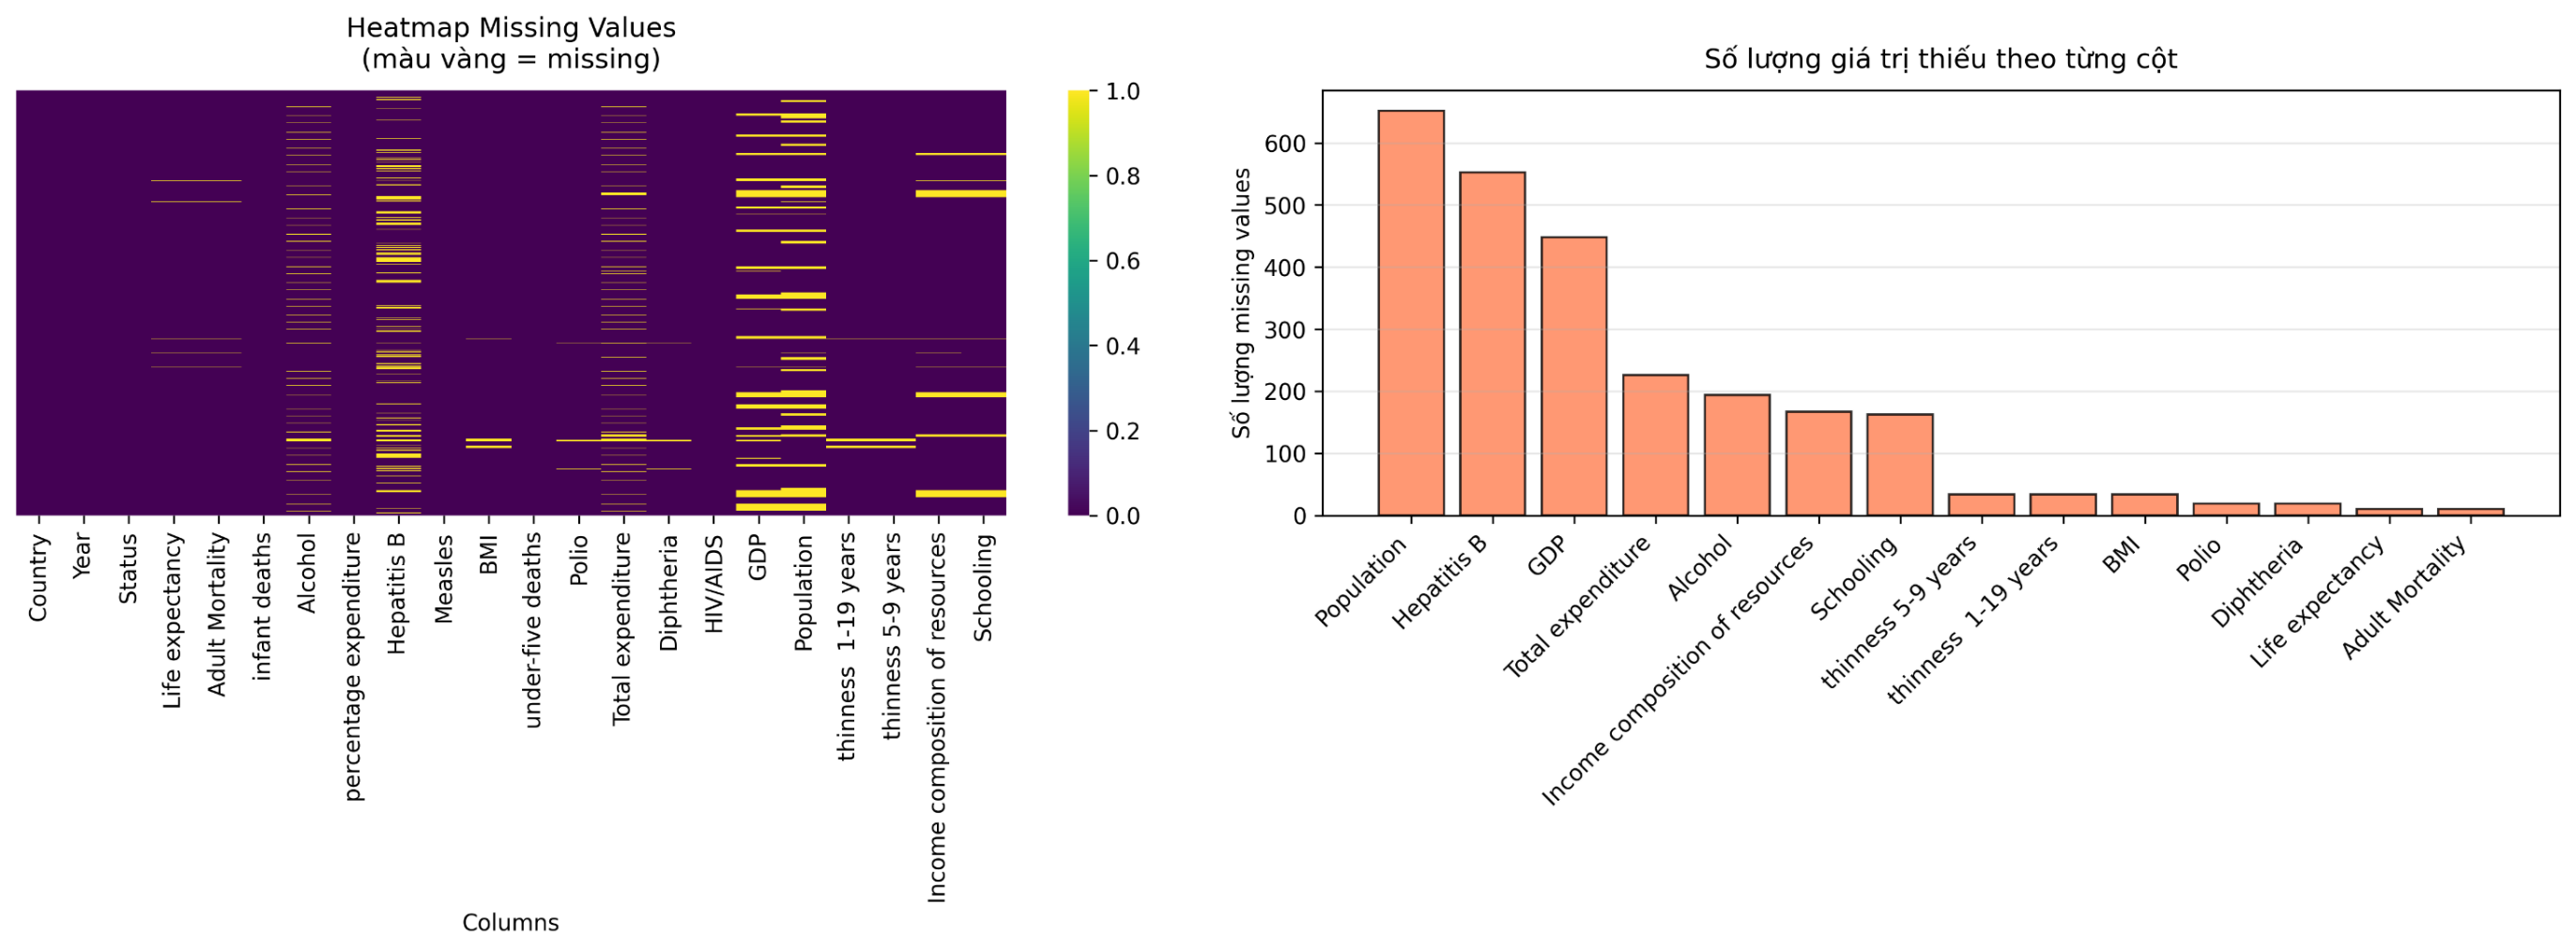 Heatmap Missing Values
(màu vàng = missing)
1.0
0.8
0.6
0.4
0.2
0.0
Country
Year
Status
Life expectancy
Adult Mortality
infant deaths
Alcohol
percentage expenditure
Hepatitis B
Measles
BMI
under-five deaths
Polio
Total expenditure
Diphtheria
HIV/AIDS
GDP
Population
thinness  1-19 years
thinness 5-9 years
Income composition of resources
Schooling
Columns
Số lượng giá trị thiếu theo từng cột
Số lượng missing values
600
500
400
300
200
100
0
Population
Hepatitis B
GDP
Total expenditure
Alcohol
Income composition of resources
Schooling
thinness 5-9 years
thinness  1-19 years
BMI
Polio
Diphtheria
Life expectancy
Adult Mortality